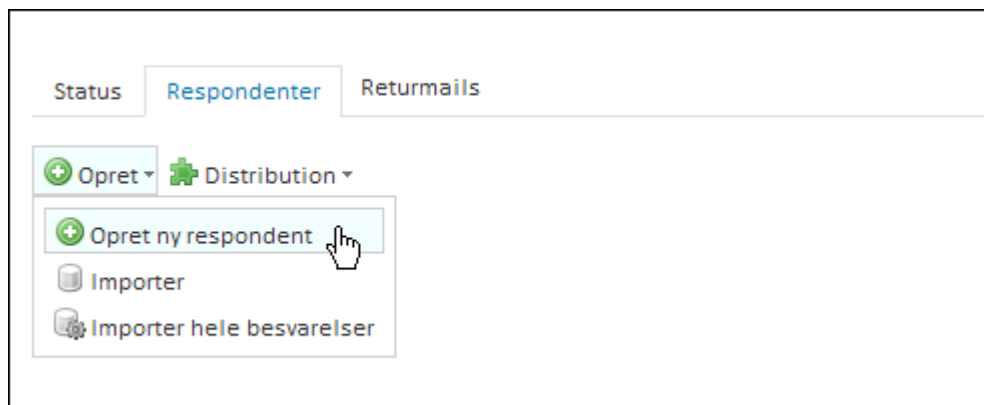 Status Respondenter Returmails
Opret Distribution
Opret ny respondent
Importer
Importer hele besvarelser